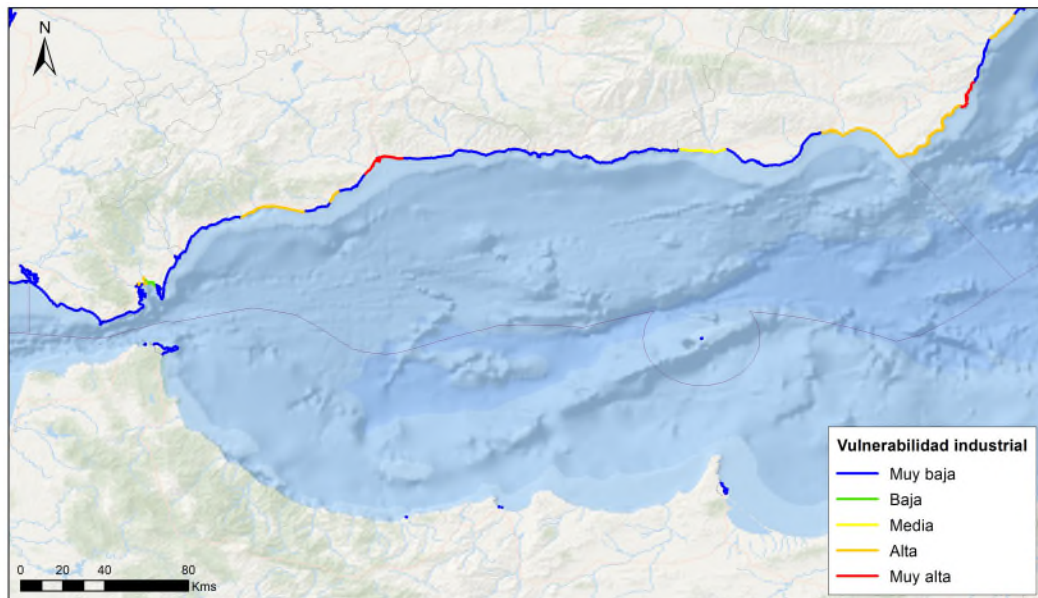 N
Vulnerabilidad industrial
Muy baja
Baja
Media
Alta
Muy alta
0 20 40 80
Kms